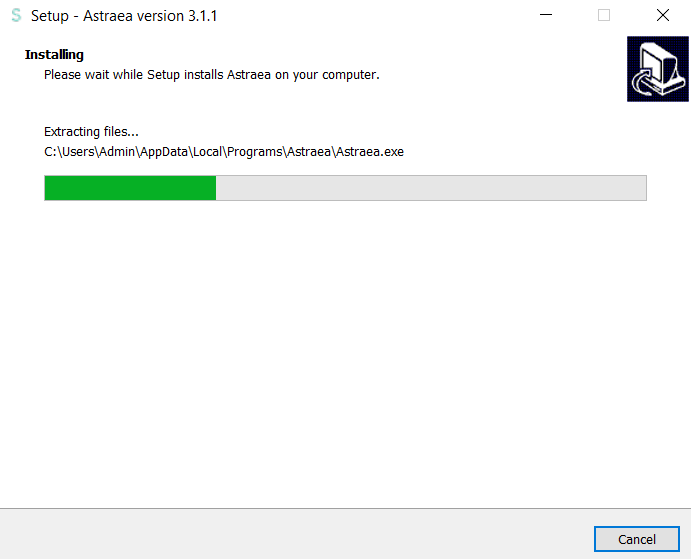 Setup - Astraea version 3.1.1
Installing
Please wait while Setup installs Astraea on your computer.
Extracting files...
C:\Users\Admin\AppData\Local\Programs\Astraea\Astraea.exe
Cancel